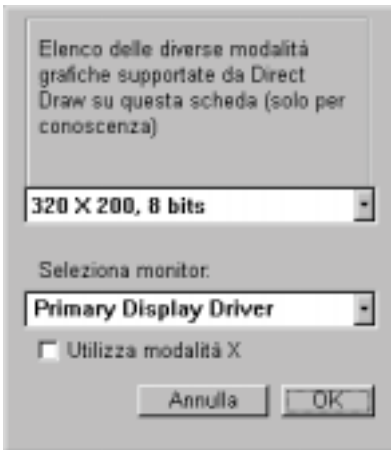 Elenco delle diverse modalità
grafiche supportate da Direct
Draw su questa scheda (solo per
conoscenza)
320 X 200, 8 bits
Seleziona monitor:
Primary Display Driver
Utilizza modalità X
Annulla OK